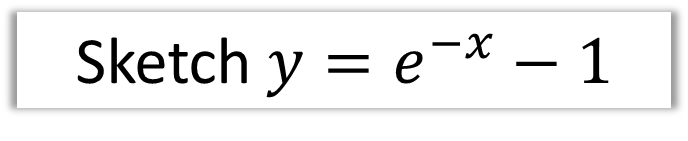 Sketch 𝑦 = 𝑒⁻ˣ − 1